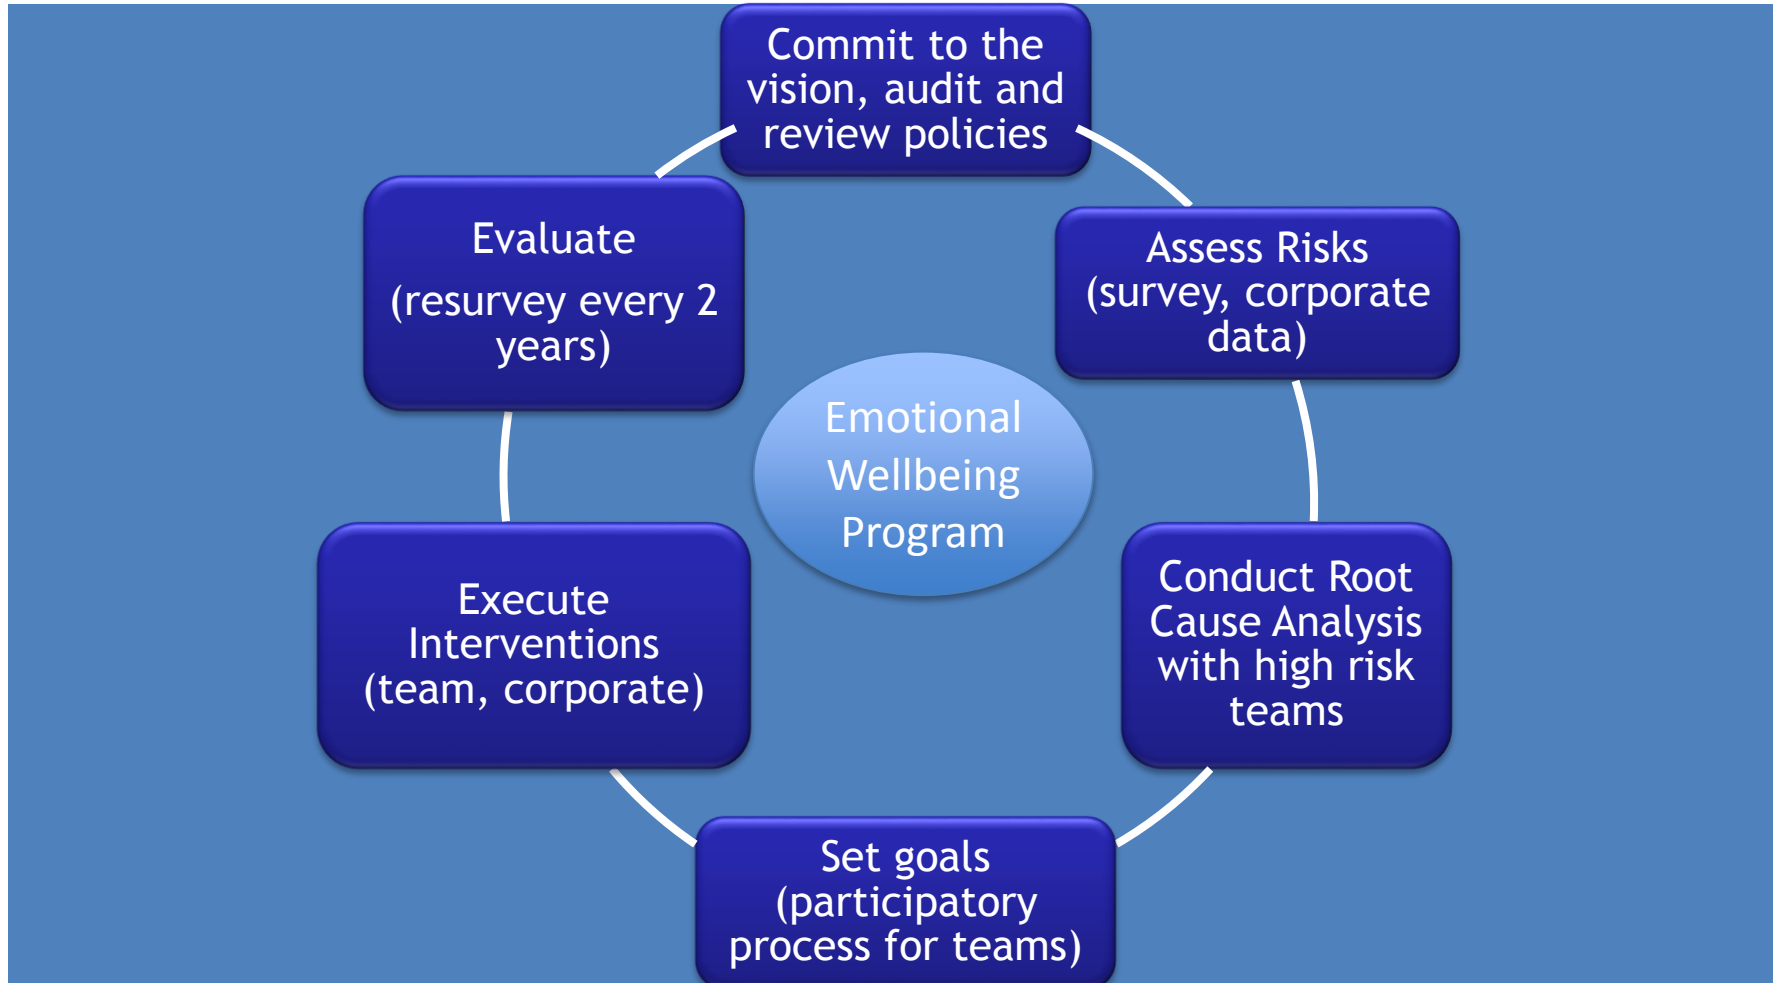 Commit to the
vision, audit and
review policies
Assess Risks
(survey, corporate
data)
Conduct Root
Cause Analysis
with high risk
teams
Set goals
(participatory
process for teams)
Execute
Interventions
(team, corporate)
Evaluate
(resurvey every 2
years)
Emotional
Wellbeing
Program